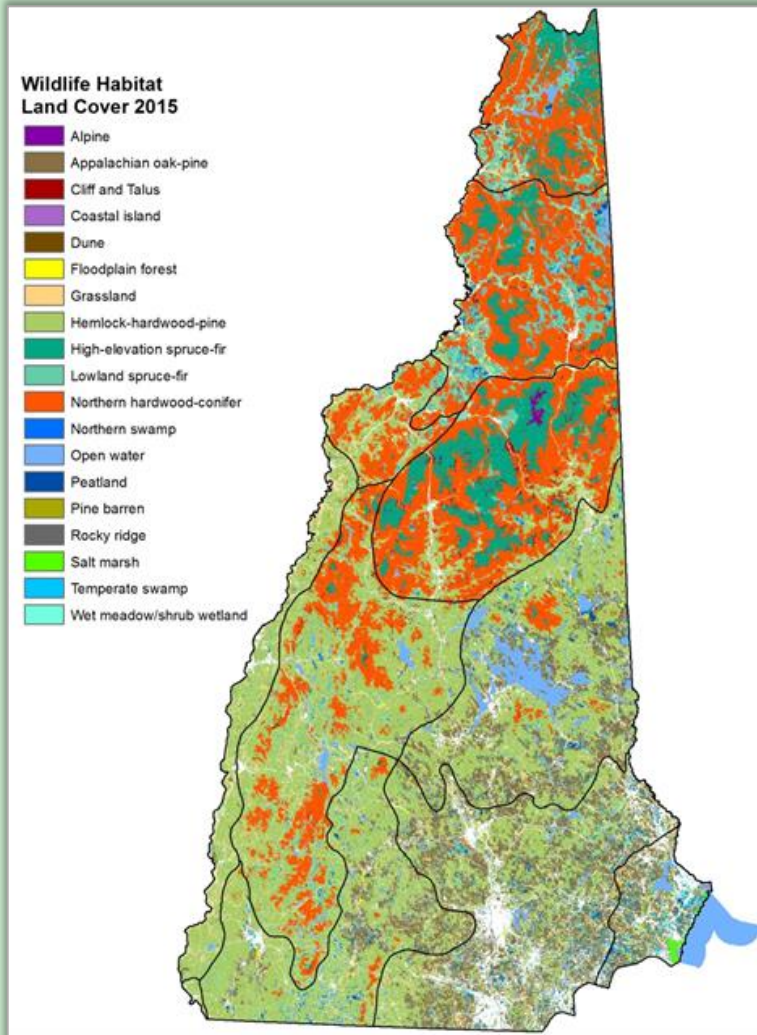 Wildlife Habitat
Land Cover 2015
Alpine
Appalachian oak-pine
Cliff and Talus
Coastal island
Dune
Floodplain forest
Grassland
Hemlock-hardwood-pine
High-elevation spruce-fir
Lowland spruce-fir
Northern hardwood-conifer
Northern swamp
Open water
Peatland
Pine barren
Rocky ridge
Salt marsh
Temperate swamp
Wet meadow/shrub wetland